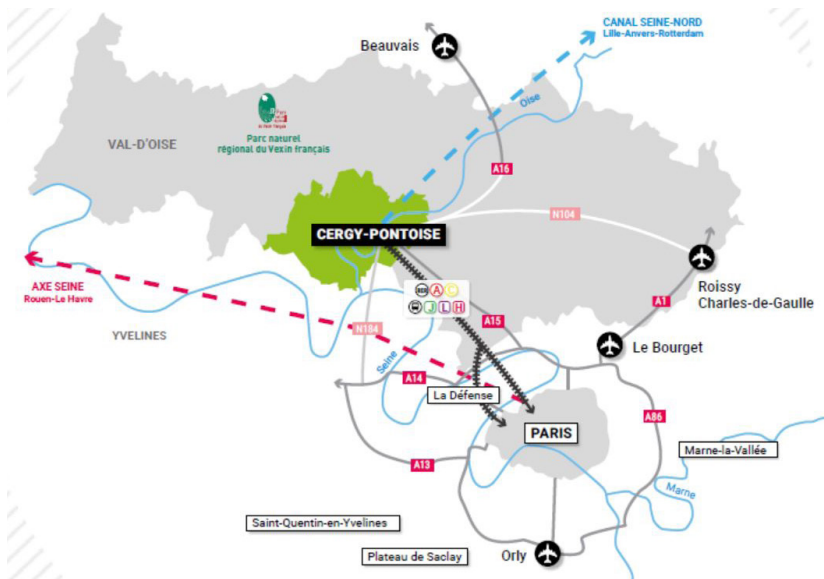 CANAL SEINE-NORD
Lille-Anvers-Rotterdam
Beauvais
Oise
VAL-D'OISE
Parc naturel
régional du Vexin français
A16
N104
CERGY-PONTOISE
AXE SEINE
Rouen-Le Havre
RER A C
J L H
A1
Roissy
Charles-de-Gaulle
A15
N184
YVELINES
Le Bourget
Seine
A14
La Défense
A86
PARIS
Marne-la-Vallée
A13
Marne
Saint-Quentin-en-Yvelines
Plateau de Saclay
Orly